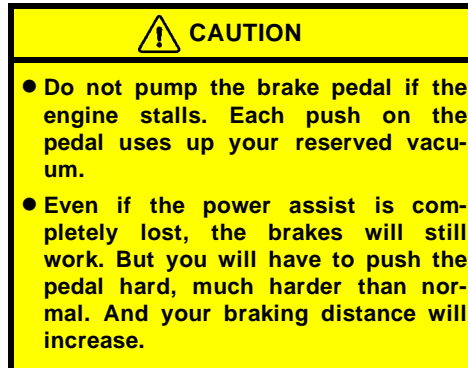 CAUTION
● Do not pump the brake pedal if the
engine stalls. Each push on the
pedal uses up your reserved vacu-
um.
● Even if the power assist is com-
pletely lost, the brakes will still
work. But you will have to push the
pedal hard, much harder than nor-
mal. And your braking distance will
increase.